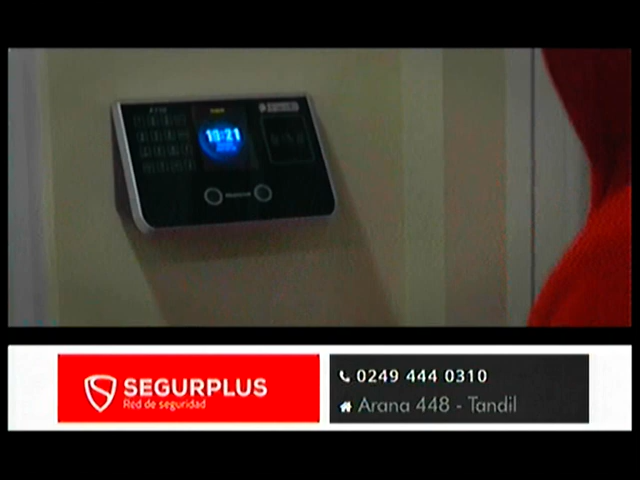 19:21
SEGURPLUS
Red de seguridad
0249 444 0310
Arana 448 - Tandil